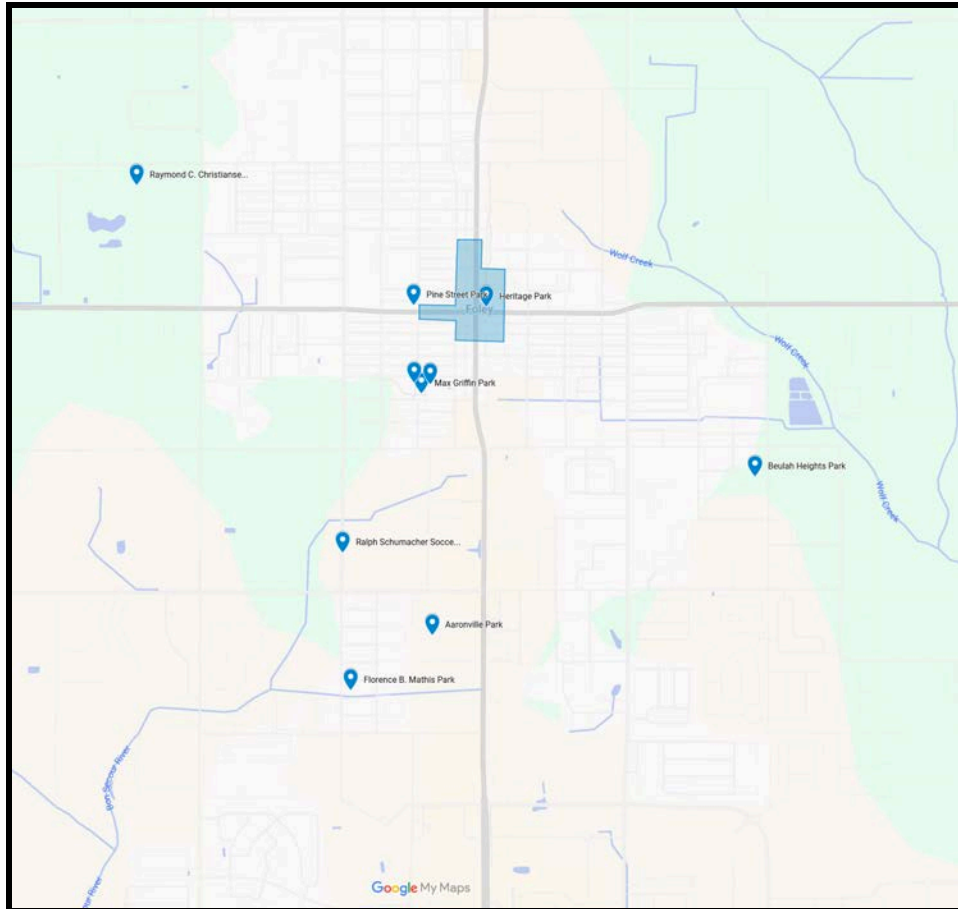 Raymond C. Christianse...
Wolf Creek
Pine Street Park
Heritage Park
Foley
Wolf Creek
Max Griffin Park
Beulah Heights Park
Wolf Creek
Ralph Schumacher Socce...
Aaronville Park
Florence B. Mathis Park
Bon Secour River
Google My Maps